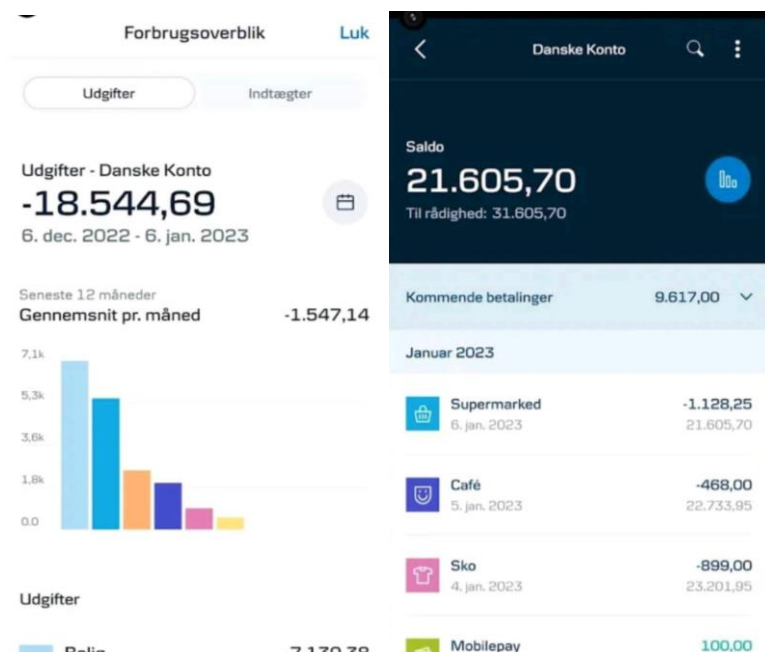 Forbrugsoverblik
Luk
Udgifter
Indtægter
Udgifter - Danske Konto
-18.544,69
6. dec. 2022 - 6. jan. 2023
Seneste 12 måneder
Gennemsnit pr. måned
-1.547,14
7,1k
5,3k
3,6k
1,8k
0.0
Udgifter
Bolig
7.130,38
Danske Konto
Saldo
21.605,70
Til rådighed: 31.605,70
Kommende betalinger
9.617,00
Januar 2023
Supermarked
-1.128,25
6. jan. 2023
21.605,70
Café
-468,00
5. jan. 2023
22.733,95
Sko
-899,00
4. jan. 2023
23.201,95
Mobilepay
100,00